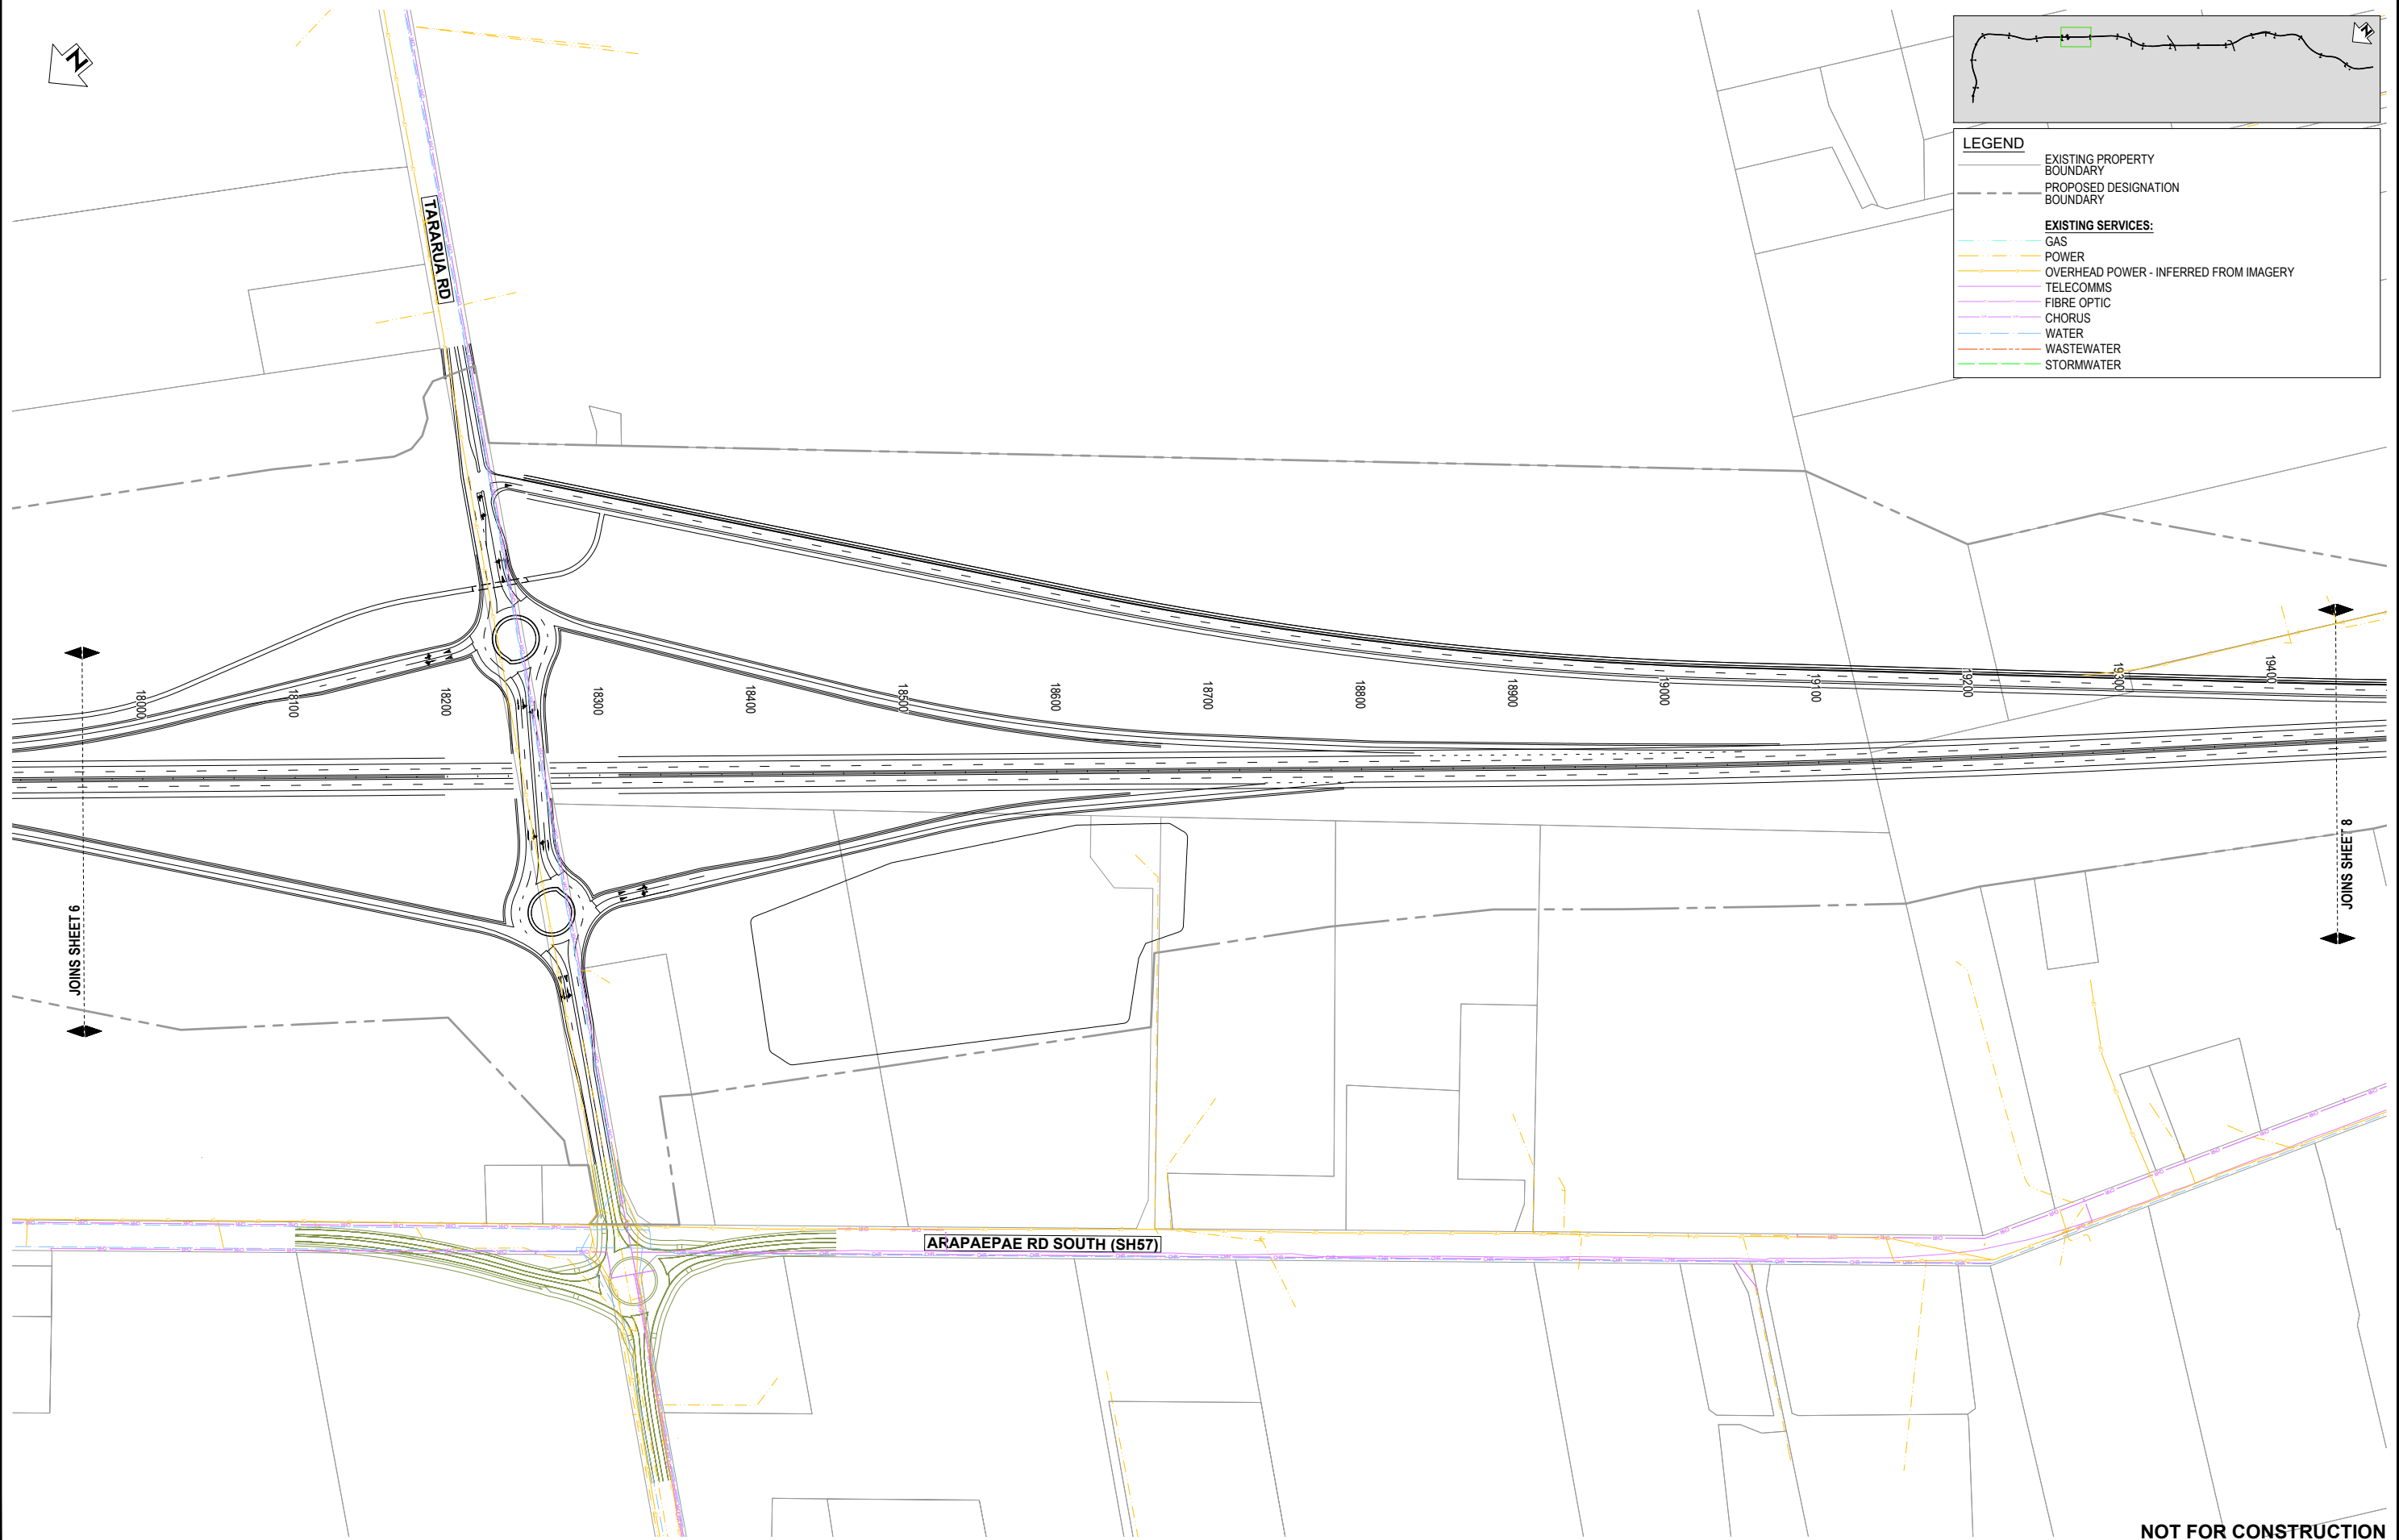 N
N
LEGEND
EXISTING PROPERTY
BOUNDARY
PROPOSED DESIGNATION
BOUNDARY
EXISTING SERVICES:
GAS
POWER
OVERHEAD POWER - INFERRED FROM IMAGERY
TELECOMMS
FIBRE OPTIC
CHORUS
WATER
WASTEWATER
STORMWATER
TARARUA RD
18000
18100
18200
18300
18400
18500
18600
18700
18800
18900
19000
19100
19200
19300
19400
JOINS SHEET 6
JOINS SHEET 8
ARAPAEPAE RD SOUTH (SH57)
NOT FOR CONSTRUCTION